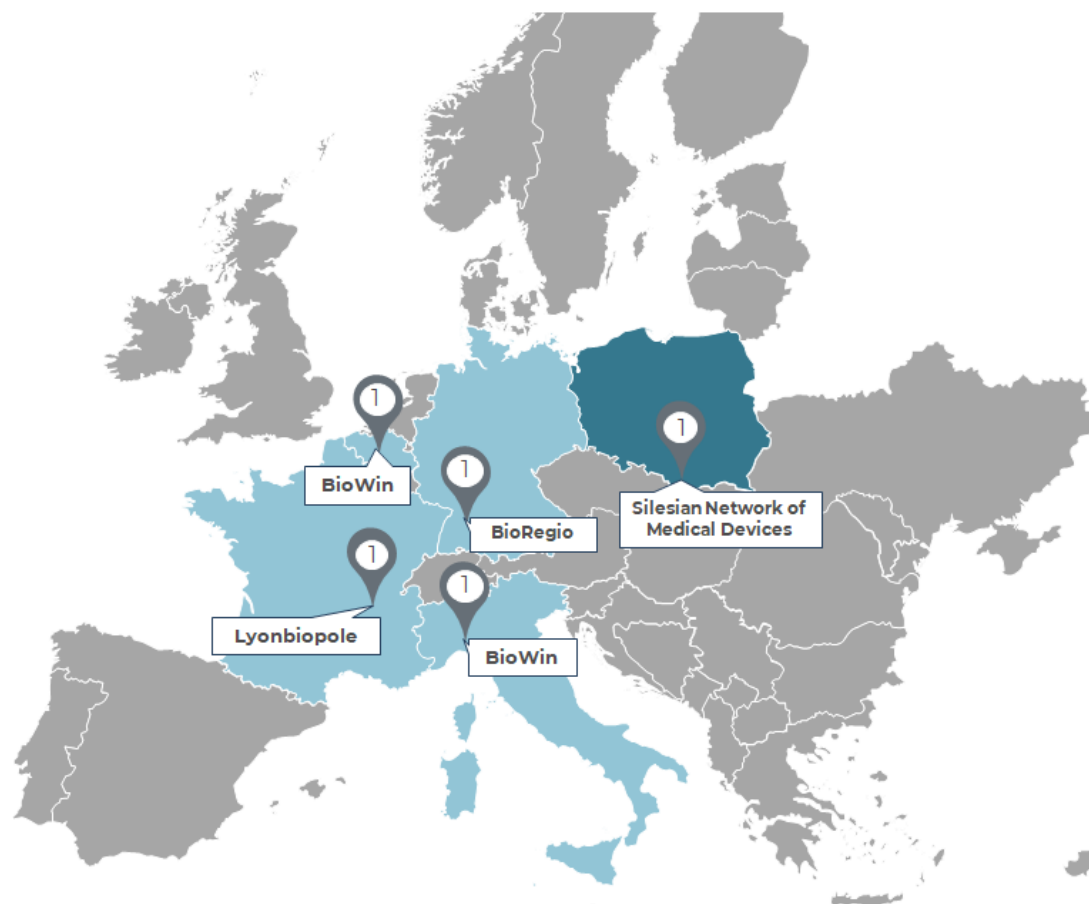 1
BioWin
1
Silesian Network of
Medical Devices
1
BioRegio
1
Lyonbiopole
1
BioWin